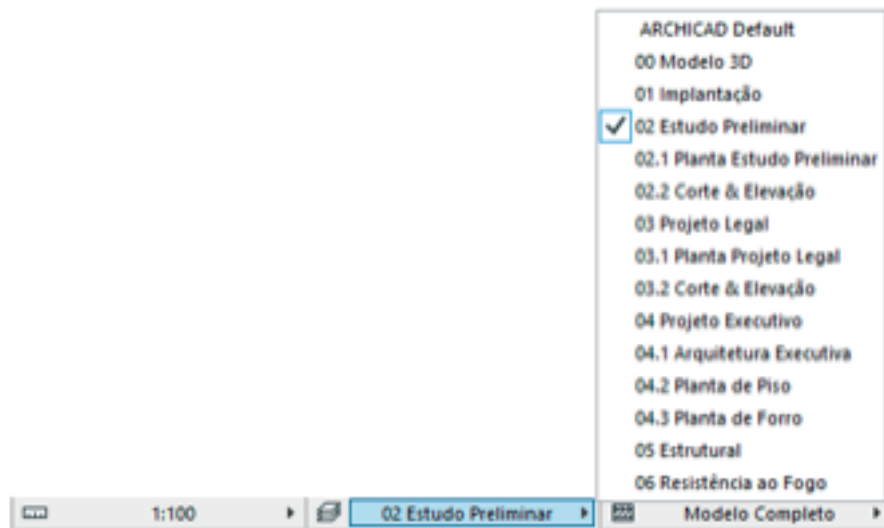 ARCHICAD Default
00 Modelo 3D
01 Implantação
02 Estudo Preliminar
02.1 Planta Estudo Preliminar
02.2 Corte & Elevação
03 Projeto Legal
03.1 Planta Projeto Legal
03.2 Corte & Elevação
04 Projeto Executivo
04.1 Arquitetura Executiva
04.2 Planta de Piso
04.3 Planta de Forro
05 Estrutural
06 Resistência ao Fogo
1:100 02 Estudo Preliminar Modelo Completo